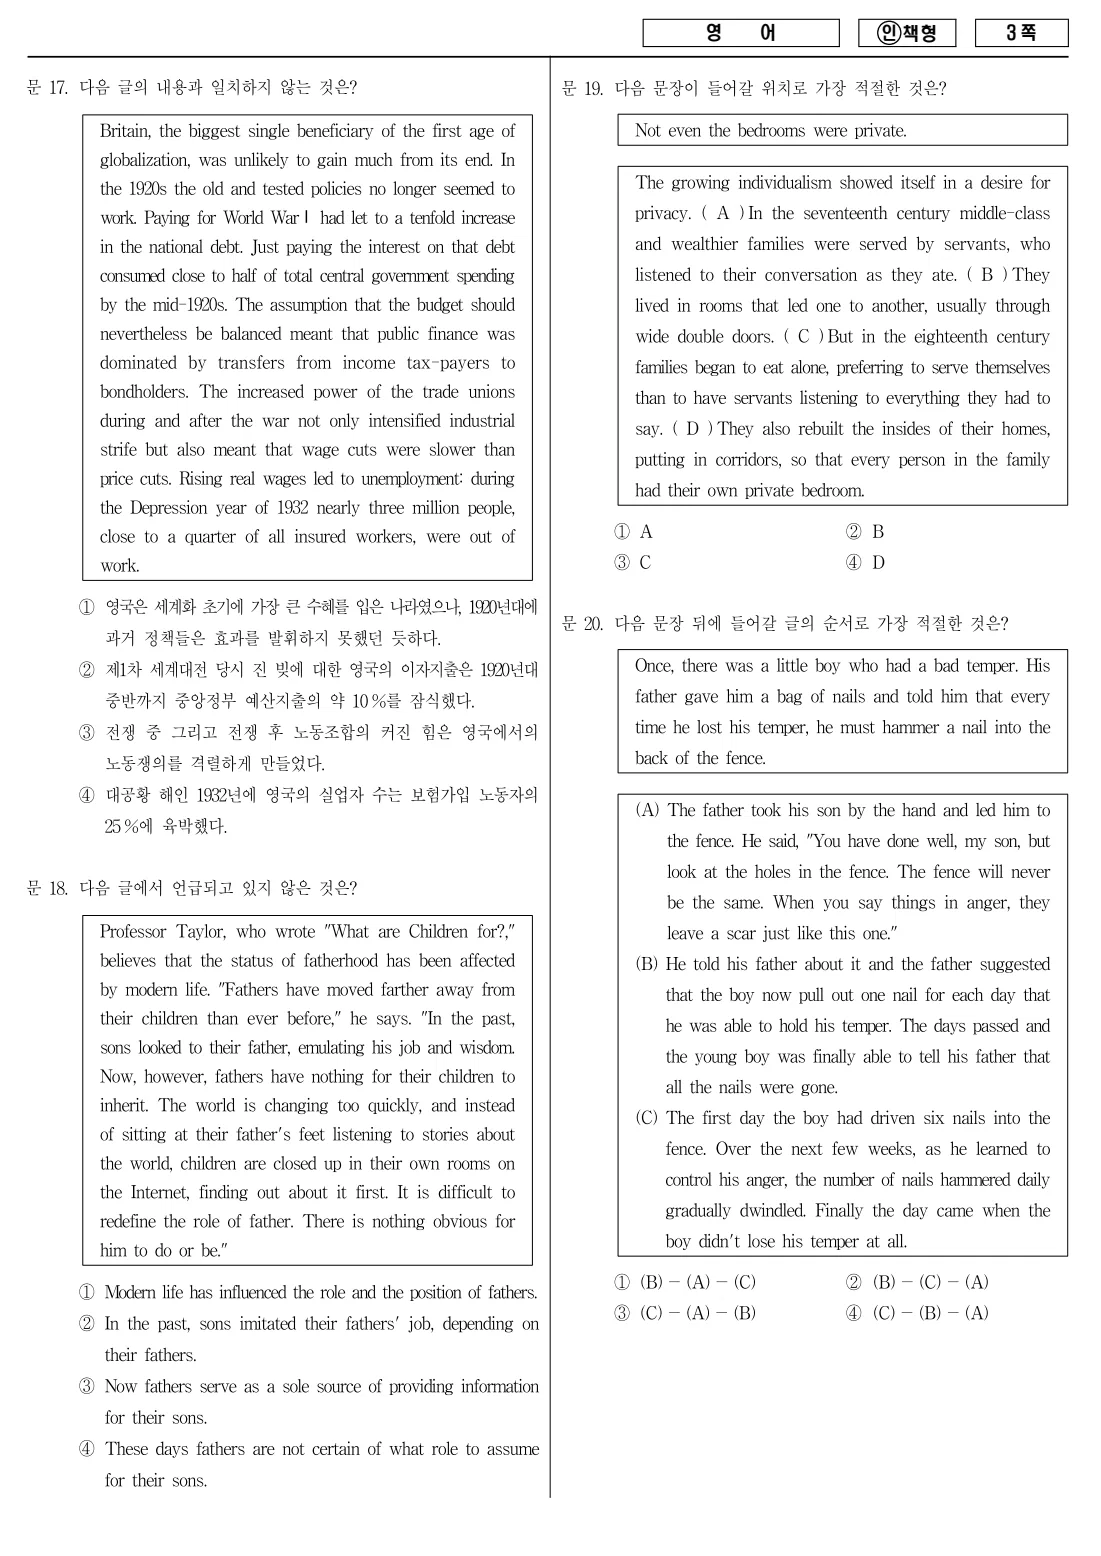 영 어
인책형
3쪽
문 17. 다음 글의 내용과 일치하지 않는 것은?
Britain, the biggest single beneficiary of the first age of
globalization, was unlikely to gain much from its end. In
the 1920s the old and tested policies no longer seemed to
work. Paying for World WarⅠ had let to a tenfold increase
in the national debt. Just paying the interest on that debt
consumed close to half of total central government spending
by the mid-1920s. The assumption that the budget should
nevertheless be balanced meant that public finance was
dominated by transfers from income tax-payers to
bondholders. The increased power of the trade unions
during and after the war not only intensified industrial
strife but also meant that wage cuts were slower than
price cuts. Rising real wages led to unemployment: during
the Depression year of 1932 nearly three million people,
close to a quarter of all insured workers, were out of
work.
① 영국은 세계화 초기에 가장 큰 수혜를 입은 나라였으나, 1920년대에
과거 정책들은 효과를 발휘하지 못했던 듯하다.
② 제1차 세계대전 당시 진 빚에 대한 영국의 이자지출은 1920년대
중반까지 중앙정부 예산지출의 약 10％를 잠식했다.
③ 전쟁 중 그리고 전쟁 후 노동조합의 커진 힘은 영국에서의
노동쟁의를 격렬하게 만들었다.
④ 대공황 해인 1932년에 영국의 실업자 수는 보험가입 노동자의
25％에 육박했다.
문 18. 다음 글에서 언급되고 있지 않은 것은?
Professor Taylor, who wrote "What are Children for?,"
believes that the status of fatherhood has been affected
by modern life. "Fathers have moved farther away from
their children than ever before," he says. "In the past,
sons looked to their father, emulating his job and wisdom.
Now, however, fathers have nothing for their children to
inherit. The world is changing too quickly, and instead
of sitting at their father's feet listening to stories about
the world, children are closed up in their own rooms on
the Internet, finding out about it first. It is difficult to
redefine the role of father. There is nothing obvious for
him to do or be."
① Modern life has influenced the role and the position of fathers.
② In the past, sons imitated their fathers' job, depending on
their fathers.
③ Now fathers serve as a sole source of providing information
for their sons.
④ These days fathers are not certain of what role to assume
for their sons.
문 19. 다음 문장이 들어갈 위치로 가장 적절한 것은?
Not even the bedrooms were private.
The growing individualism showed itself in a desire for
privacy. ( A )In the seventeenth century middle-class
and wealthier families were served by servants, who
listened to their conversation as they ate. ( B )They
lived in rooms that led one to another, usually through
wide double doors. ( C )But in the eighteenth century
families began to eat alone, preferring to serve themselves
than to have servants listening to everything they had to
say. ( D )They also rebuilt the insides of their homes,
putting in corridors, so that every person in the family
had their own private bedroom.
① A ② B
③ C ④ D
문 20. 다음 문장 뒤에 들어갈 글의 순서로 가장 적절한 것은?
Once, there was a little boy who had a bad temper. His
father gave him a bag of nails and told him that every
time he lost his temper, he must hammer a nail into the
back of the fence.
(A) The father took his son by the hand and led him to
the fence. He said, "You have done well, my son, but
look at the holes in the fence. The fence will never
be the same. When you say things in anger, they
leave a scar just like this one."
(B) He told his father about it and the father suggested
that the boy now pull out one nail for each day that
he was able to hold his temper. The days passed and
the young boy was finally able to tell his father that
all the nails were gone.
(C) The first day the boy had driven six nails into the
fence. Over the next few weeks, as he learned to
control his anger, the number of nails hammered daily
gradually dwindled. Finally the day came when the
boy didn't lose his temper at all.
① (B) - (A) - (C) ② (B) - (C) - (A)
③ (C) - (A) - (B) ④ (C) - (B) - (A)